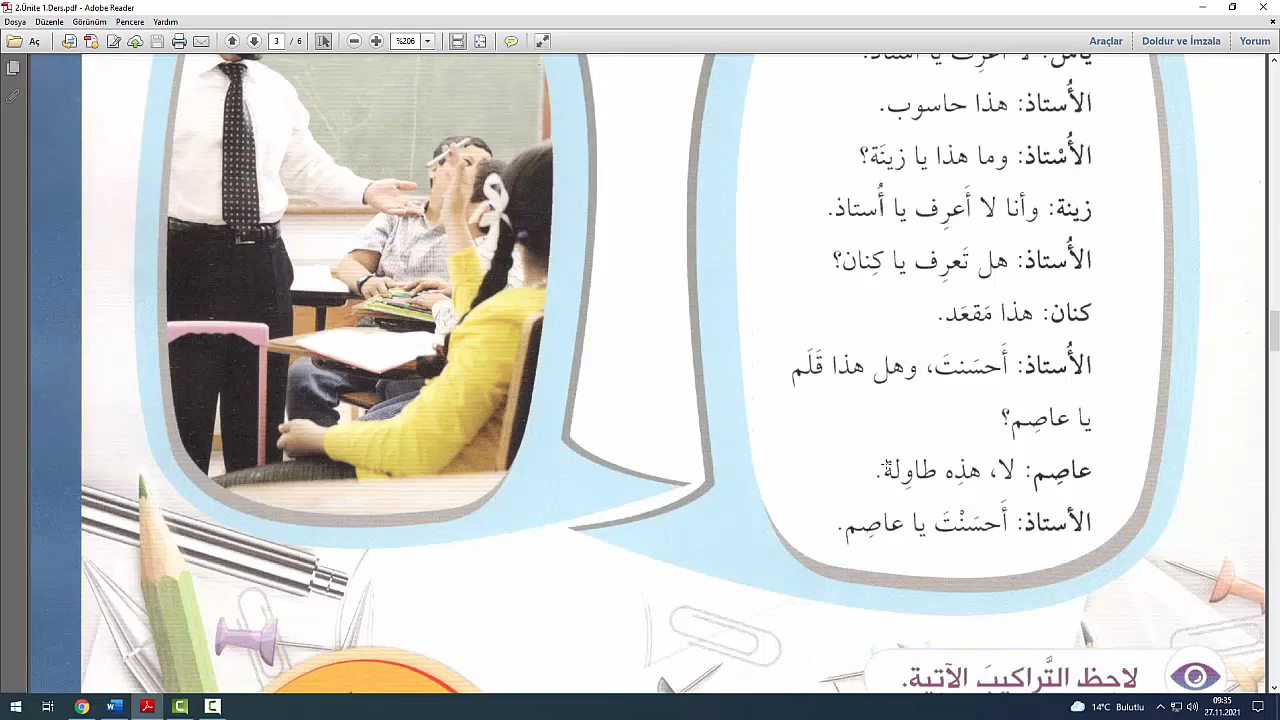 2.Ünite 1.Ders.pdf - Adobe Reader
Dosya Düzenle Görünüm Pencere Yardım
Aç 3 / 6 %206 Araçlar Doldur ve İmzala Yorum
الأُستاذ: هذا حاسوب.
الأُسْتاذ: وما هذا يا زينَة؟
زينة: وأنا لا أَعرِف يا أُستاذ.
الأُستاذ: هل تَعرِف يا كِنان؟
كنان: هذا مَقعَد.
الأُستاذ: أَحسَنتَ، وهل هذا قَلَم
يا عاصِم؟
عاصِم: لا، هذِه طاوِلة.
الأستاذ: أَحسَنْتَ يا عاصِم.
لاحِظ التَّراكيبَ الآتية.
14°C Bulutlu 09:35
27.11.2021